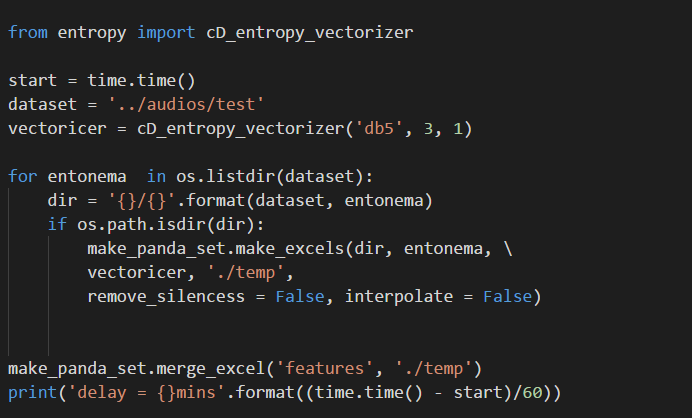 from entropy import cD_entropy_vectorizer
start = time.time()
dataset = '../audios/test'
vectoricer = cD_entropy_vectorizer('db5', 3, 1)
for entonema  in os.listdir(dataset):
    dir = '{}/{}'.format(dataset, entonema)
    if os.path.isdir(dir):
        make_panda_set.make_excels(dir, entonema, \
        vectoricer, './temp',
        remove_silencess = False, interpolate = False)
make_panda_set.merge_excel('features', './temp')
print('delay = {}mins'.format((time.time() - start)/60))